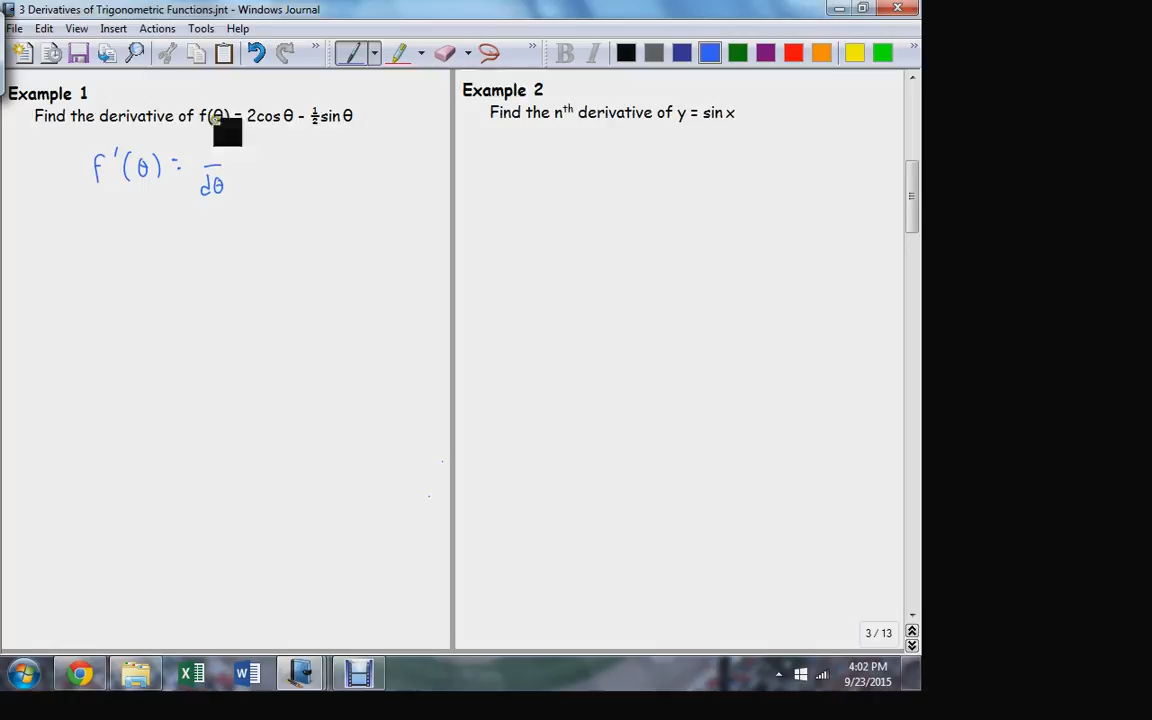 3 Derivatives of Trigonometric Functions.jnt - Windows Journal
File Edit View Insert Actions Tools Help
» » B I »
Example 1
Find the derivative of f(θ) = 2cos θ - ½sin θ
f'(θ) = — dθ
Example 2
Find the nth derivative of y = sin x
3 / 13
4:02 PM
9/23/2015